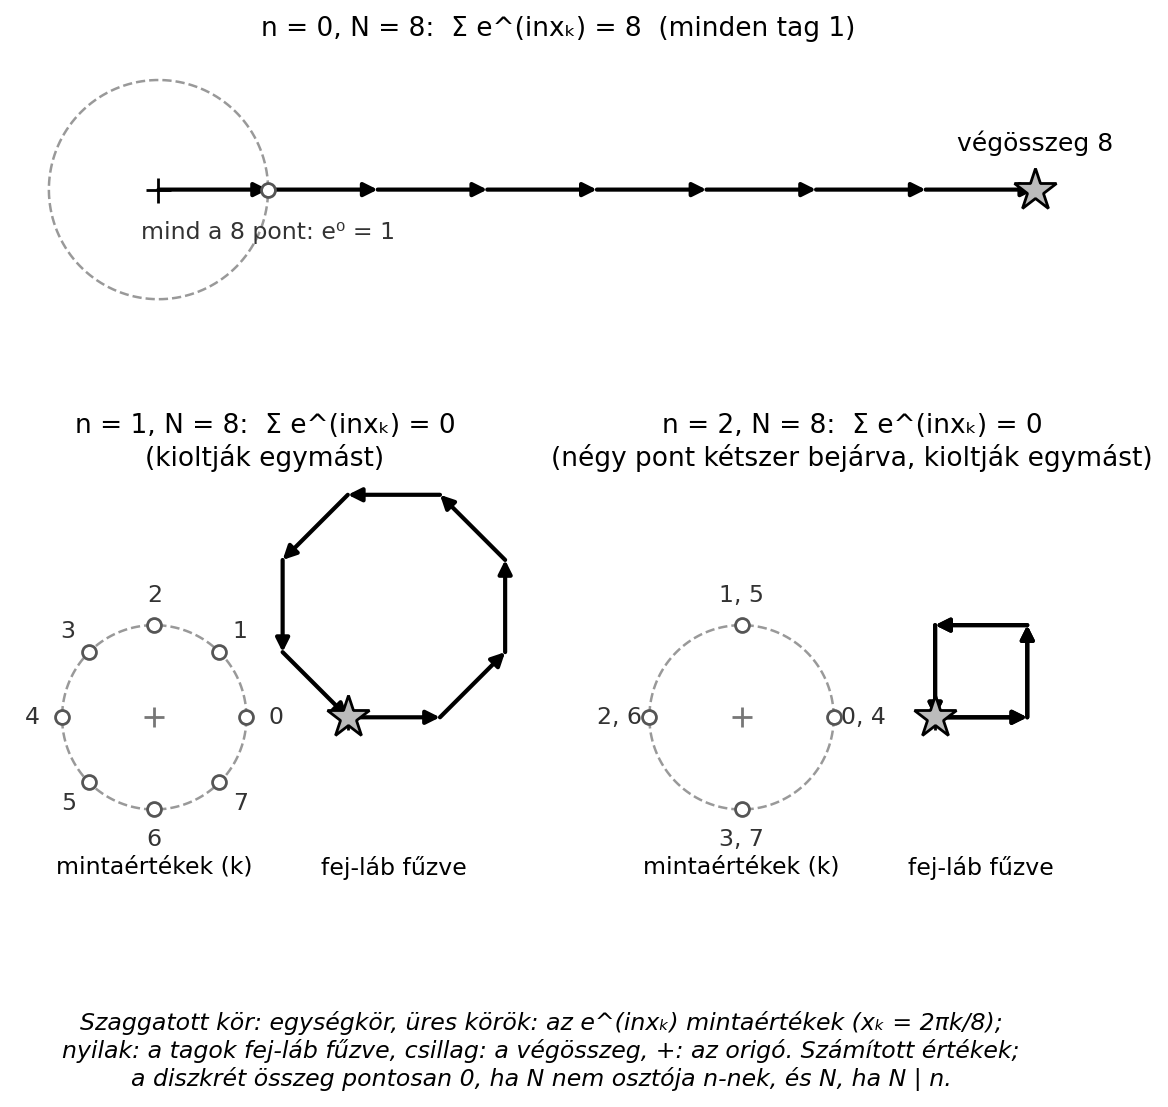 n = 0, N = 8:  Σ e^(inxₖ) = 8  (minden tag 1)
végösszeg 8
mind a 8 pont: e⁰ = 1
n = 1, N = 8:  Σ e^(inxₖ) = 0
(kioltják egymást)
n = 2, N = 8:  Σ e^(inxₖ) = 0
(négy pont kétszer bejárva, kioltják egymást)
2
3
1
4
0
5
7
6
mintaértékek (k)
fej-láb fűzve
1, 5
2, 6
0, 4
3, 7
mintaértékek (k)
fej-láb fűzve
Szaggatott kör: egységkör, üres körök: az e^(inxₖ) mintaértékek (xₖ = 2πk/8);
nyilak: a tagok fej-láb fűzve, csillag: a végösszeg, +: az origó. Számított értékek;
a diszkrét összeg pontosan 0, ha N nem osztója n-nek, és N, ha N | n.